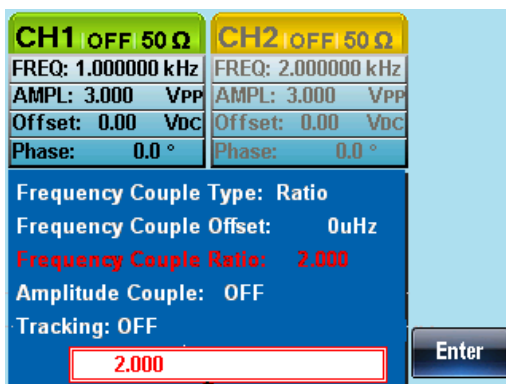 CH1 OFF 50 Ω
FREQ: 1.000000 kHz
AMPL: 3.000 VPP
Offset: 0.00 VDC
Phase: 0.0 °
CH2 OFF 50 Ω
FREQ: 2.000000 kHz
AMPL: 3.000 VPP
Offset: 0.00 VDC
Phase: 0.0 °
Frequency Couple Type: Ratio
Frequency Couple Offset: 0uHz
Frequency Couple Ratio: 2.000
Amplitude Couple: OFF
Tracking: OFF
2.000
Enter